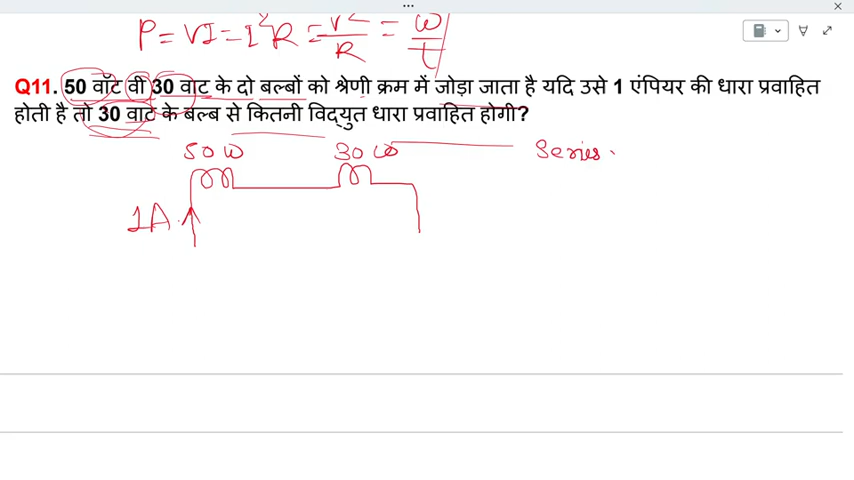 P = VI = I²R = V²/R = W/t
Q11. 50 वॉट वी 30 वाट के दो बल्बों को श्रेणी क्रम में जोड़ा जाता है यदि उसे 1 एंपियर की धारा प्रवाहित
होती है तो 30 वाट के बल्ब से कितनी विद्युत धारा प्रवाहित होगी?
50 W 30 W Series.
1A